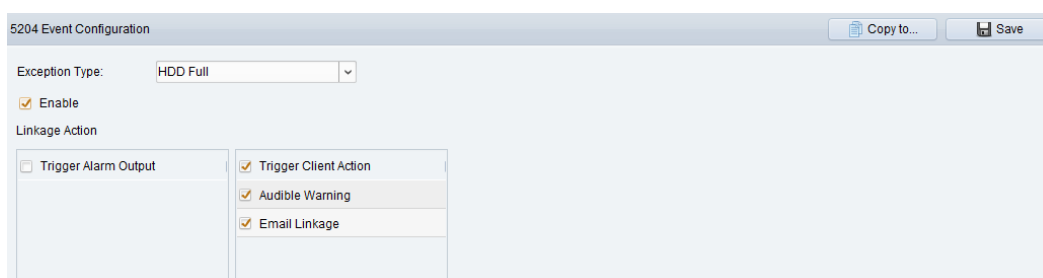 5204 Event Configuration Copy to... Save
Exception Type: HDD Full
Enable
Linkage Action
Trigger Alarm Output Trigger Client Action
Audible Warning
Email Linkage